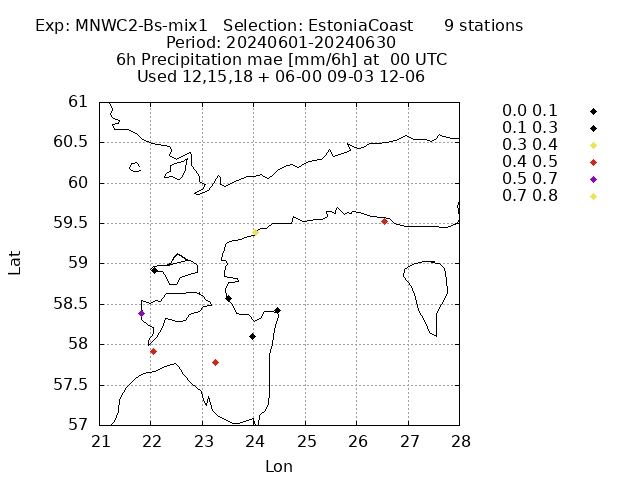 Exp: MNWC2-Bs-mix1 Selection: EstoniaCoast 9 stations
Period: 20240601-20240630
6h Precipitation mae [mm/6h] at 00 UTC
Used 12,15,18 + 06-00 09-03 12-06
0.0 0.1
0.1 0.3
0.3 0.4
0.4 0.5
0.5 0.7
0.7 0.8
Lat
61
60.5
60
59.5
59
58.5
58
57.5
57
21 22 23 24 25 26 27 28
Lon